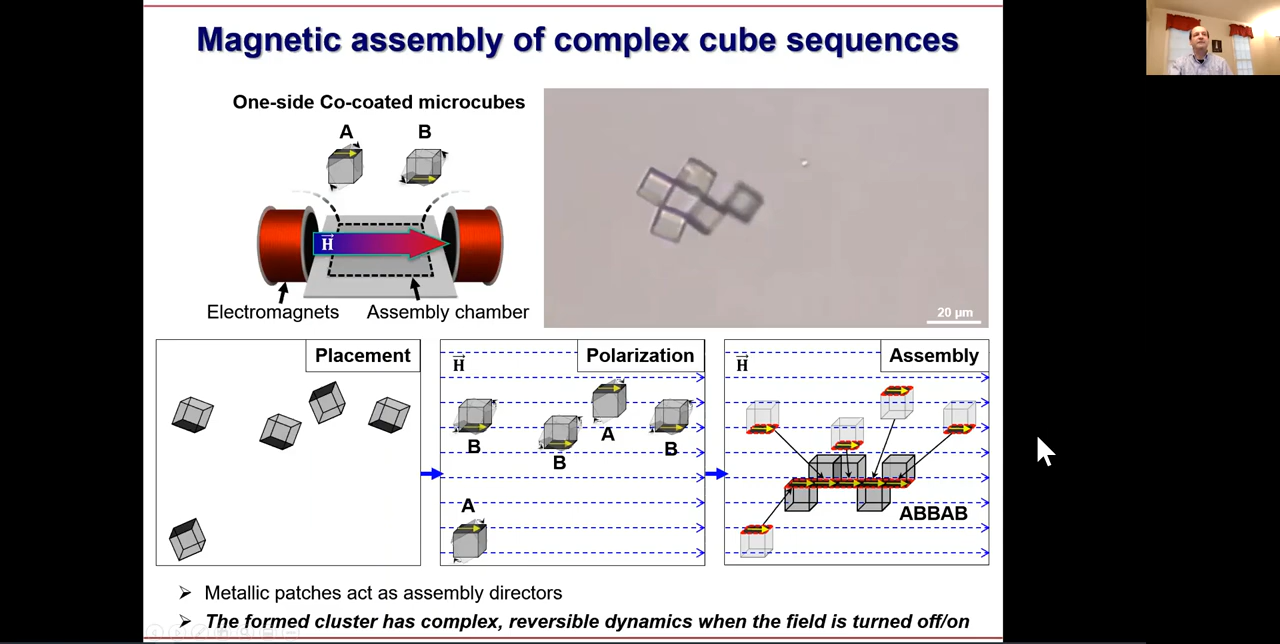 Magnetic assembly of complex cube sequences
One-side Co-coated microcubes
A B
H
Electromagnets Assembly chamber
20 µm
Placement
Polarization
H
B
B
A
B
A
Assembly
H
ABBAB
Metallic patches act as assembly directors
The formed cluster has complex, reversible dynamics when the field is turned off/on